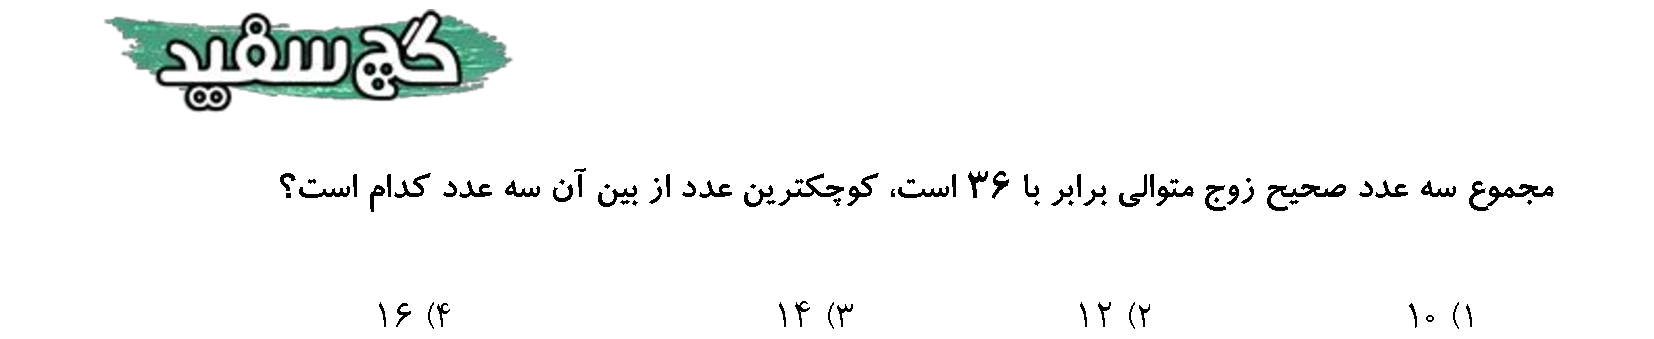 گچ سفید
مجموع سه عدد صحیح زوج متوالی برابر با ۳۶ است، کوچکترین عدد از بین آن سه عدد کدام است؟
۱) ۱۰ ۲) ۱۲ ۳) ۱۴ ۴) ۱۶